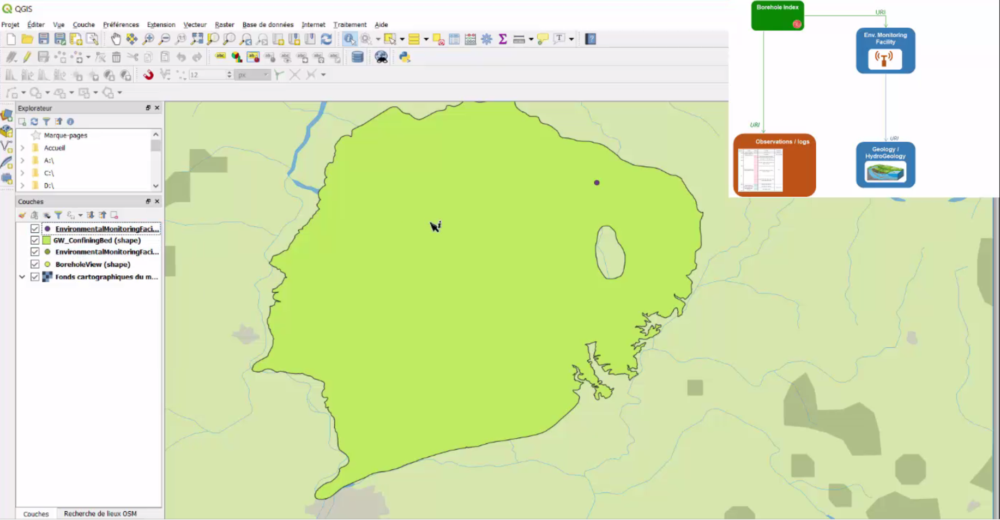 QGIS
Projet Éditer Vue Couche Préférences Extension Vecteur Raster Base de données Internet Traitement Aide
abc
12 px
Explorateur
Marque-pages
Accueil
A:\
C:\
D:\
Couches
EnvironmentalMonitoringFaci...
GW_ConfiningBed (shape)
EnvironmentalMonitoringFaci...
BoreholeView (shape)
Fonds cartographiques du m...
Couches Recherche de lieux OSM
Borehole Index
URI
Env. Monitoring
Facility
URI
Observations / logs
URI
Geology /
HydroGeology